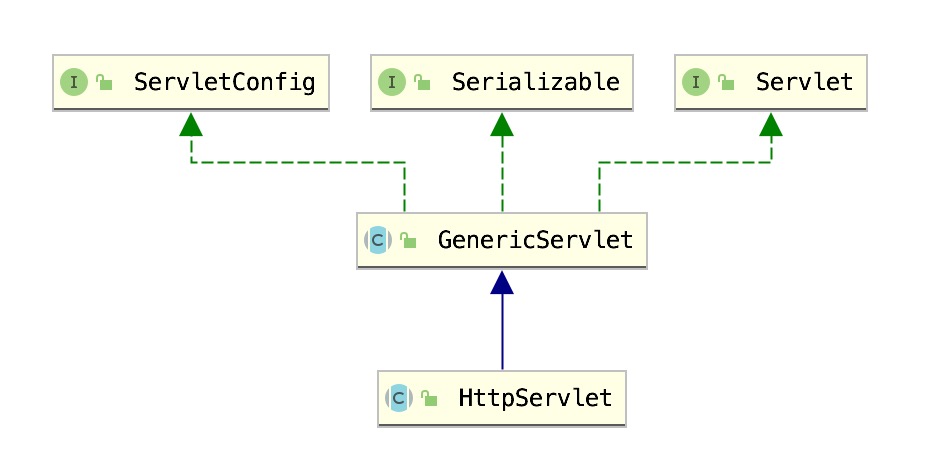 I ServletConfig I Serializable I Servlet
C GenericServlet
C HttpServlet